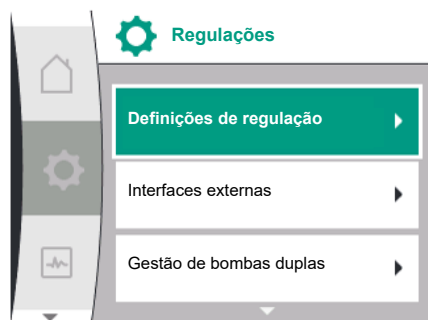 Regulações
Definições de regulação
Interfaces externas
Gestão de bombas duplas